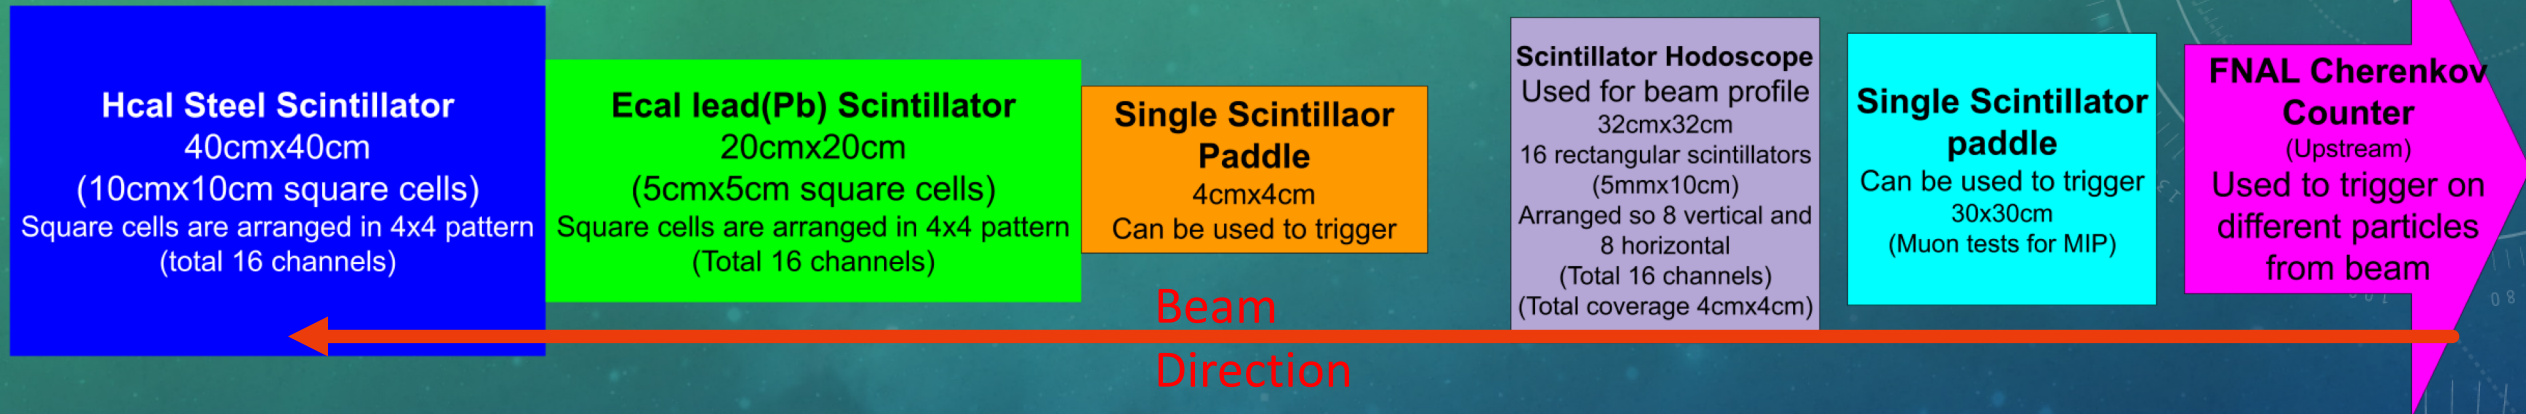 Hcal Steel Scintillator
40cmx40cm
(10cmx10cm square cells)
Square cells are arranged in 4x4 pattern
(total 16 channels)
Ecal lead(Pb) Scintillator
20cmx20cm
(5cmx5cm square cells)
Square cells are arranged in 4x4 pattern
(Total 16 channels)
Single Scintillaor
Paddle
4cmx4cm
Can be used to trigger
Scintillator Hodoscope
Used for beam profile
32cmx32cm
16 rectangular scintillators
(5mmx10cm)
Arranged so 8 vertical and
8 horizontal
(Total 16 channels)
(Total coverage 4cmx4cm)
Single Scintillator
paddle
Can be used to trigger
30x30cm
(Muon tests for MIP)
FNAL Cherenkov
Counter
(Upstream)
Used to trigger on
different particles
from beam
Beam
Direction